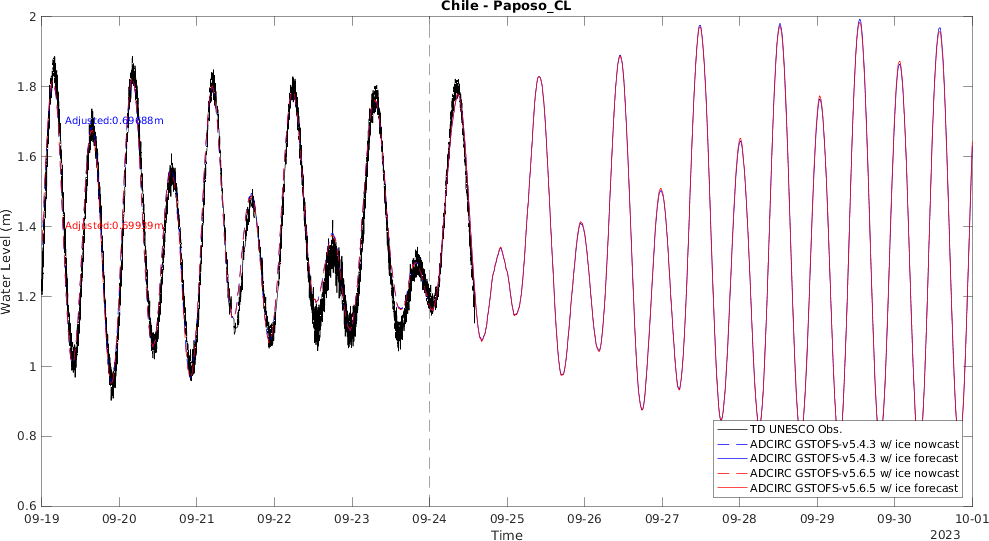 Chile - Paposo_CL
2
1.8
1.6
1.4
1.2
1
0.8
0.6
Water Level (m)
Adjusted:0.69688m
Adjusted:0.69939m
TD UNESCO Obs.
ADCIRC GSTOFS-v5.4.3 w/ ice nowcast
ADCIRC GSTOFS-v5.4.3 w/ ice forecast
ADCIRC GSTOFS-v5.6.5 w/ ice nowcast
ADCIRC GSTOFS-v5.6.5 w/ ice forecast
09-19 09-20 09-21 09-22 09-23 09-24 09-25 09-26 09-27 09-28 09-29 09-30 10-01
Time
2023